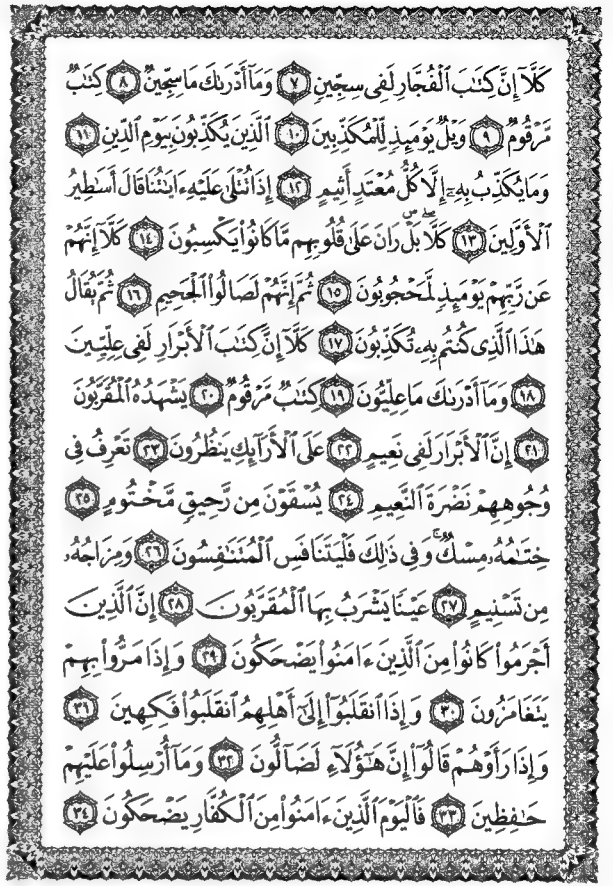 كَلَّآ إِنَّ كِتَـٰبَ ٱلْفُجَّارِ لَفِى سِجِّينٍ ٧ وَمَآ أَدْرَىٰكَ مَا سِجِّينٌ ٨ كِتَـٰبٌ
مَّرْقُومٌ ٩ وَيْلٌ يَوْمَئِذٍ لِّلْمُكَذِّبِينَ ١٠ ٱلَّذِينَ يُكَذِّبُونَ بِيَوْمِ ٱلدِّينِ ١١
وَمَا يُكَذِّبُ بِهِۦٓ إِلَّا كُلُّ مُعْتَدٍ أَثِيمٍ ١٢ إِذَا تُتْلَىٰ عَلَيْهِ ءَايَـٰتُنَا قَالَ أَسَـٰطِيرُ
ٱلْأَوَّلِينَ ١٣ كَلَّا ۖ بَلْ ۜ رَانَ عَلَىٰ قُلُوبِهِم مَّا كَانُوا۟ يَكْسِبُونَ ١٤ كَلَّآ إِنَّهُمْ
عَن رَّبِّهِمْ يَوْمَئِذٍ لَّمَحْجُوبُونَ ١٥ ثُمَّ إِنَّهُمْ لَصَالُوا۟ ٱلْجَحِيمِ ١٦ ثُمَّ يُقَالُ
هَـٰذَا ٱلَّذِى كُنتُم بِهِۦ تُكَذِّبُونَ ١٧ كَلَّآ إِنَّ كِتَـٰبَ ٱلْأَبْرَارِ لَفِى عِلِّيِّينَ
١٨ وَمَآ أَدْرَىٰكَ مَا عِلِّيُّونَ ١٩ كِتَـٰبٌ مَّرْقُومٌ ٢٠ يَشْهَدُهُ ٱلْمُقَرَّبُونَ
٢١ إِنَّ ٱلْأَبْرَارَ لَفِى نَعِيمٍ ٢٢ عَلَى ٱلْأَرَآئِكِ يَنظُرُونَ ٢٣ تَعْرِفُ فِى
وُجُوهِهِمْ نَضْرَةَ ٱلنَّعِيمِ ٢٤ يُسْقَوْنَ مِن رَّحِيقٍ مَّخْتُومٍ ٢٥
خِتَـٰمُهُۥ مِسْكٌ ۚ وَفِى ذَٰلِكَ فَلْيَتَنَافَسِ ٱلْمُتَنَـٰفِسُونَ ٢٦ وَمِزَاجُهُۥ
مِن تَسْنِيمٍ ٢٧ عَيْنًا يَشْرَبُ بِهَا ٱلْمُقَرَّبُونَ ٢٨ إِنَّ ٱلَّذِينَ
أَجْرَمُوا۟ كَانُوا۟ مِنَ ٱلَّذِينَ ءَامَنُوا۟ يَضْحَكُونَ ٢٩ وَإِذَا مَرُّوا۟ بِهِمْ
يَتَغَامَزُونَ ٣٠ وَإِذَا ٱنقَلَبُوٓا۟ إِلَىٰٓ أَهْلِهِمُ ٱنقَلَبُوا۟ فَكِهِينَ ٣١
وَإِذَا رَأَوْهُمْ قَالُوٓا۟ إِنَّ هَـٰٓؤُلَآءِ لَضَآلُّونَ ٣٢ وَمَآ أُرْسِلُوا۟ عَلَيْهِمْ
حَـٰفِظِينَ ٣٣ فَٱلْيَوْمَ ٱلَّذِينَ ءَامَنُوا۟ مِنَ ٱلْكُفَّارِ يَضْحَكُونَ ٣٤